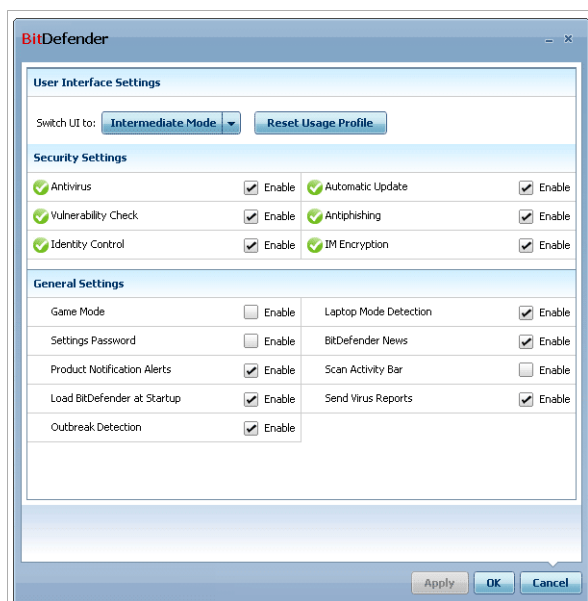 BitDefender
User Interface Settings
Switch UI to: Intermediate Mode Reset Usage Profile
Security Settings
Antivirus Enable Automatic Update Enable
Vulnerability Check Enable Antiphishing Enable
Identity Control Enable IM Encryption Enable
General Settings
Game Mode Enable Laptop Mode Detection Enable
Settings Password Enable BitDefender News Enable
Product Notification Alerts Enable Scan Activity Bar Enable
Load BitDefender at Startup Enable Send Virus Reports Enable
Outbreak Detection Enable
Apply OK Cancel